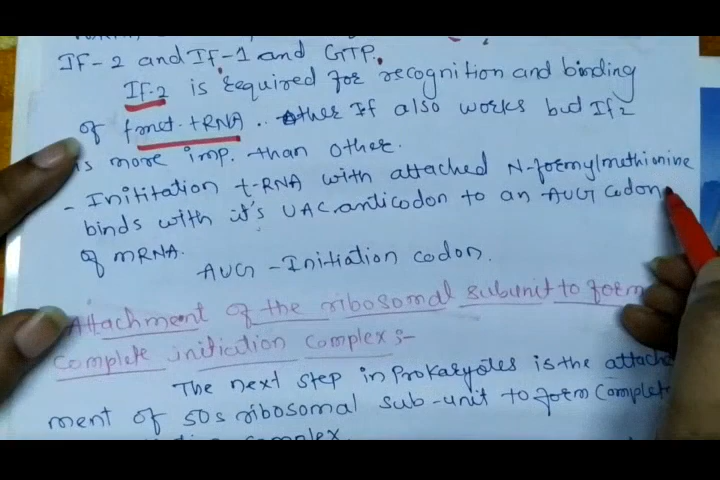 IF-2 and IF-1 and GTP.
IF-2 is required for recognition and binding
of fmet-tRNA. Other If also works but If2
is more imp. than other.
- Inititation t-RNA with attached N-formylmethionine
binds with it's UAC anticodon to an AUG codon
of mRNA.
AUG - Initiation codon.
Attachment of the ribosomal subunit to form
complete initiation complex :-
The next step in Prokaryotes is the attach
ment of 50s ribosomal sub-unit to form Complete
complex.